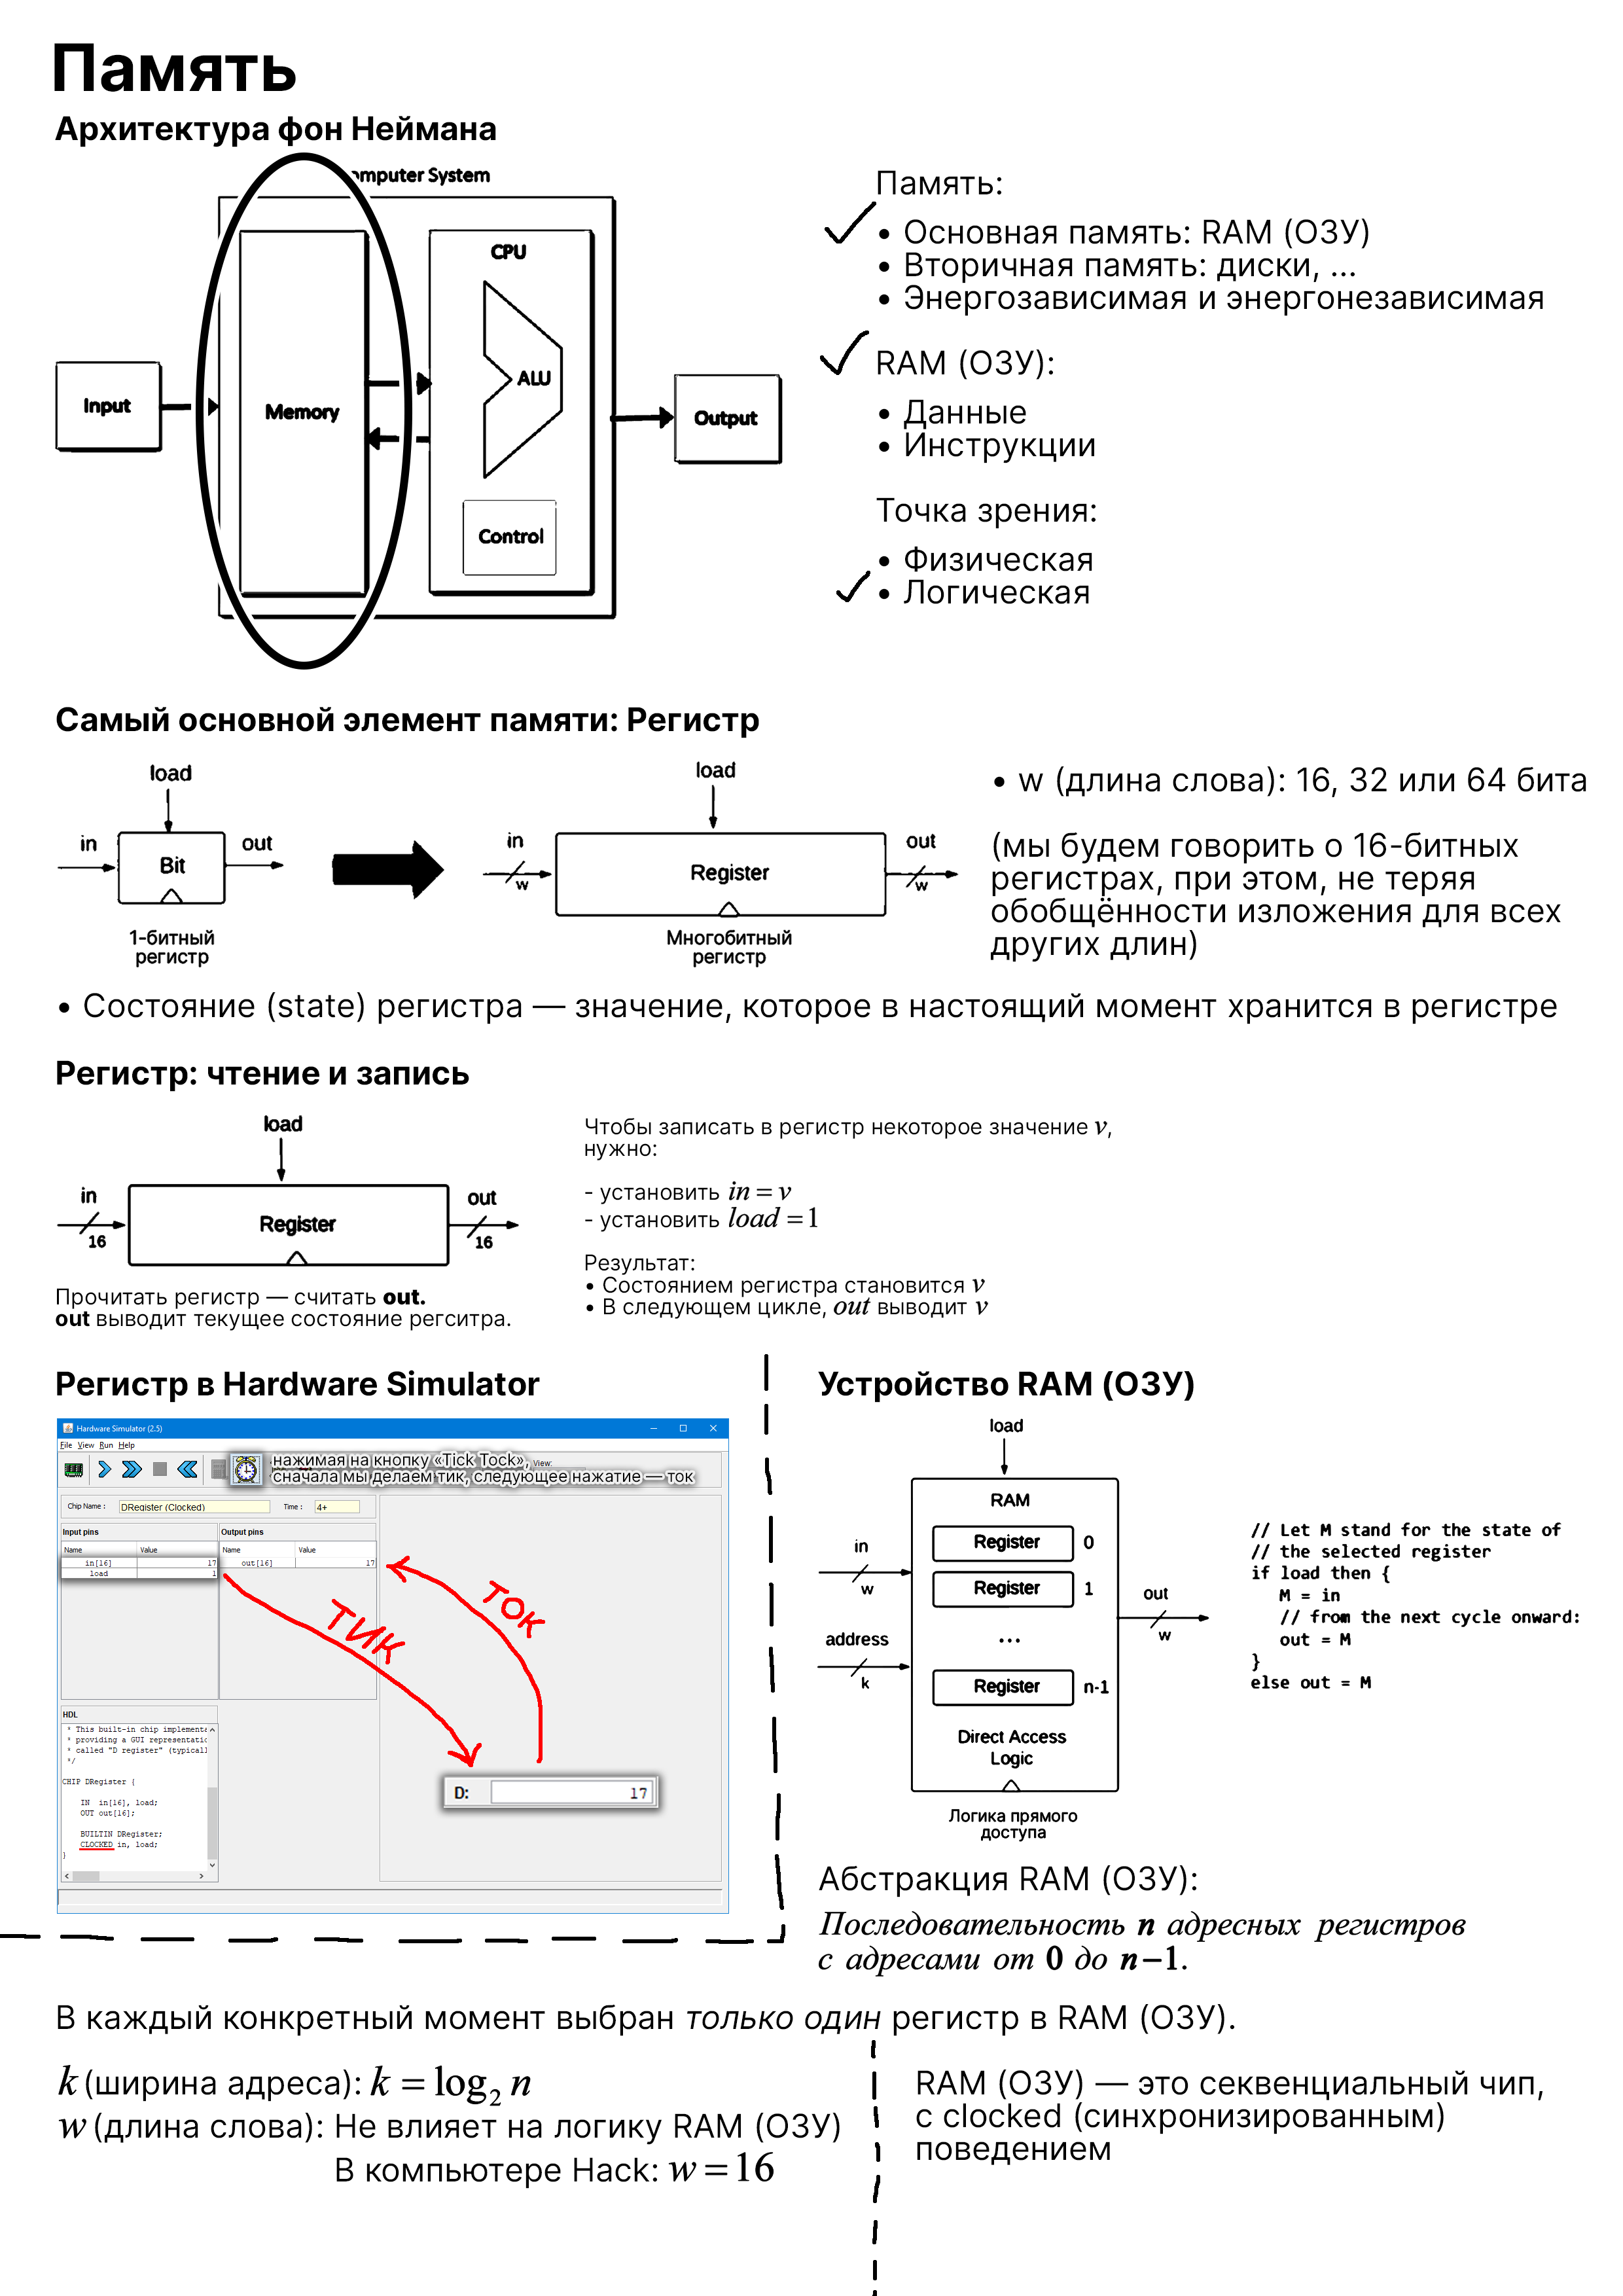 Память
Архитектура фон Неймана
omputer System
CPU
ALU
Input
Memory
Output
Control
Память:
• Основная память: RAM (ОЗУ)
• Вторичная память: диски, ...
• Энергозависимая и энергонезависимая
RAM (ОЗУ):
• Данные
• Инструкции
Точка зрения:
• Физическая
• Логическая
Самый основной элемент памяти: Регистр
load
in
out
Bit
1-битный
регистр
load
in
out
Register
w
w
Многобитный
регистр
• w (длина слова): 16, 32 или 64 бита
(мы будем говорить о 16-битных
регистрах, при этом, не теряя
обобщённости изложения для всех
других длин)
• Состояние (state) регистра — значение, которое в настоящий момент хранится в регистре
Регистр: чтение и запись
load
in
out
Register
16
16
Прочитать регистр — считать out.
out выводит текущее состояние регситра.
Чтобы записать в регистр некоторое значение v,
нужно:
- установить in = v
- установить load = 1
Результат:
• Состоянием регистра становится v
• В следующем цикле, out выводит v
Регистр в Hardware Simulator
Hardware Simulator (2.5)
File View Run Help
нажимая на кнопку «Tick Tock», View:
сначала мы делаем тик, следующее нажатие — ток
Chip Name : DRegister (Clocked) Time : 4+
Input pins Output pins
Name Value Name Value
in[16] 17 out[16] 17
load 1
ТИК
ТОК
HDL
* This built-in chip implementa
* providing a GUI representatio
* called "D register" (typicall
*/
CHIP DRegister {
IN in[16], load;
OUT out[16];
BUILTIN DRegister;
CLOCKED in, load;
}
D: 17
Устройство RAM (ОЗУ)
load
RAM
Register 0
in
w
Register 1
out
w
address
k
...
Register n-1
Direct Access
Logic
Логика прямого
доступа
// Let M stand for the state of
// the selected register
if load then {
M = in
// from the next cycle onward:
out = M
}
else out = M
Абстракция RAM (ОЗУ):
Последовательность n адресных регистров
с адресами от 0 до n−1.
В каждый конкретный момент выбран только один регистр в RAM (ОЗУ).
k (ширина адреса): k = log₂ n
w (длина слова): Не влияет на логику RAM (ОЗУ)
В компьютере Hack: w = 16
RAM (ОЗУ) — это секвенциальный чип,
с clocked (синхронизированным)
поведением